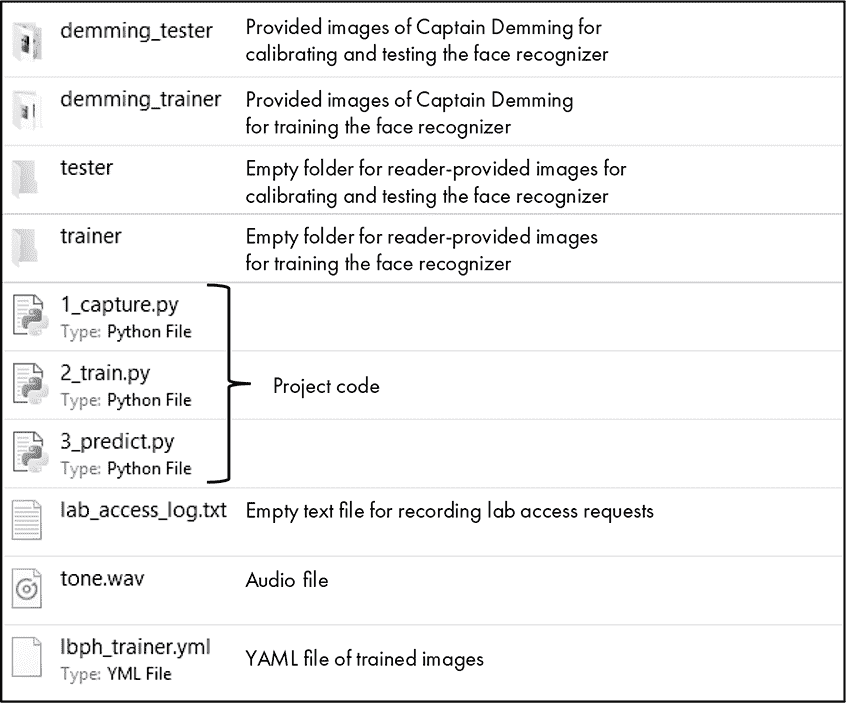 demming_tester Provided images of Captain Demming for
calibrating and testing the face recognizer
demming_trainer Provided images of Captain Demming
for training the face recognizer
tester Empty folder for reader-provided images for
calibrating and testing the face recognizer
trainer Empty folder for reader-provided images
for training the face recognizer
1_capture.py
Type: Python File
2_train.py
Type: Python File
Project code
3_predict.py
Type: Python File
lab_access_log.txt Empty text file for recording lab access requests
tone.wav Audio file
lbph_trainer.yml
Type: YML File
YAML file of trained images